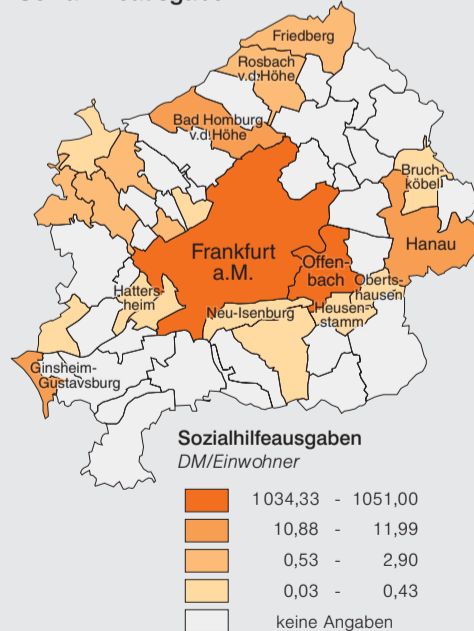 Friedberg
Rosbach
v.d.Höhe
Bad Homburg
v.d.Höhe
Bruch-
köbel
Hanau
Frankfurt
a.M.
Offen-
bach
Oberts-
hausen
Hatters-
heim
Neu-Isenburg
Heusen-
stamm
Ginsheim-
Gustavsburg
Sozialhilfeausgaben
DM/Einwohner
1 034,33 - 1051,00
10,88 - 11,99
0,53 - 2,90
0,03 - 0,43
keine Angaben